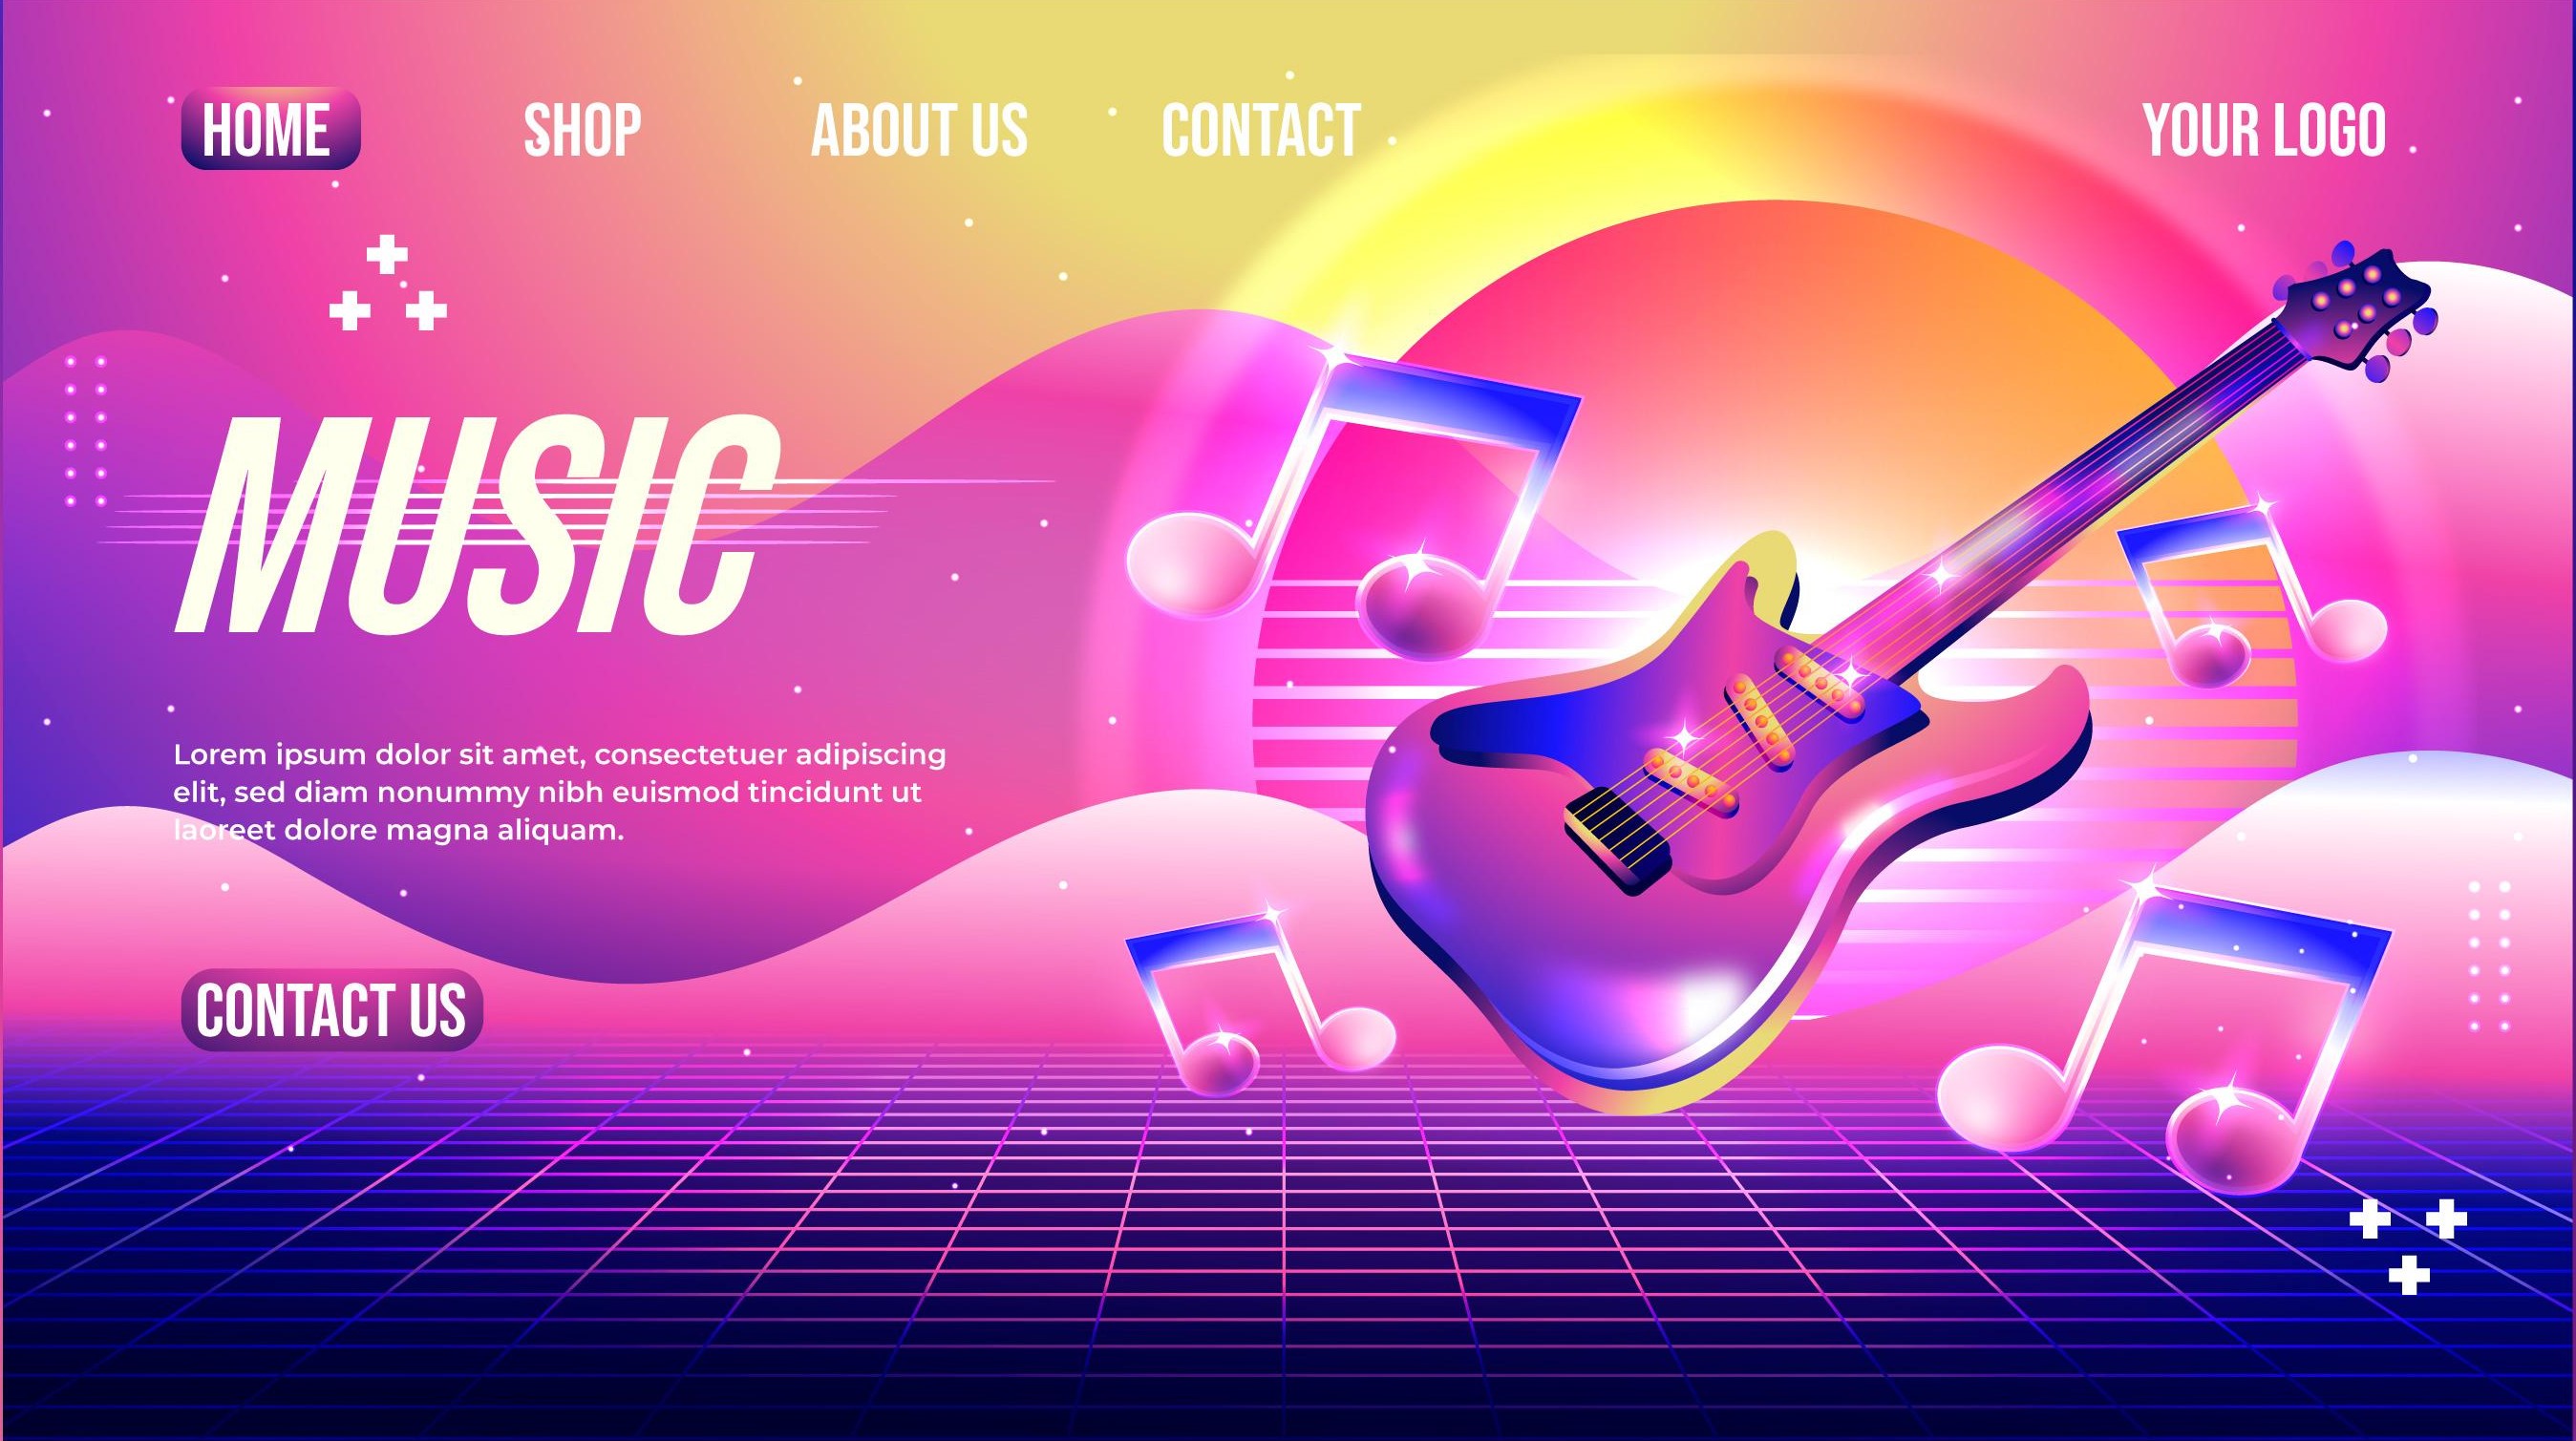 HOME
SHOP
ABOUT US
CONTACT
YOUR LOGO
MUSIC
Lorem ipsum dolor sit amet, consectetuer adipiscing
elit, sed diam nonummy nibh euismod tincidunt ut
laoreet dolore magna aliquam.
CONTACT US